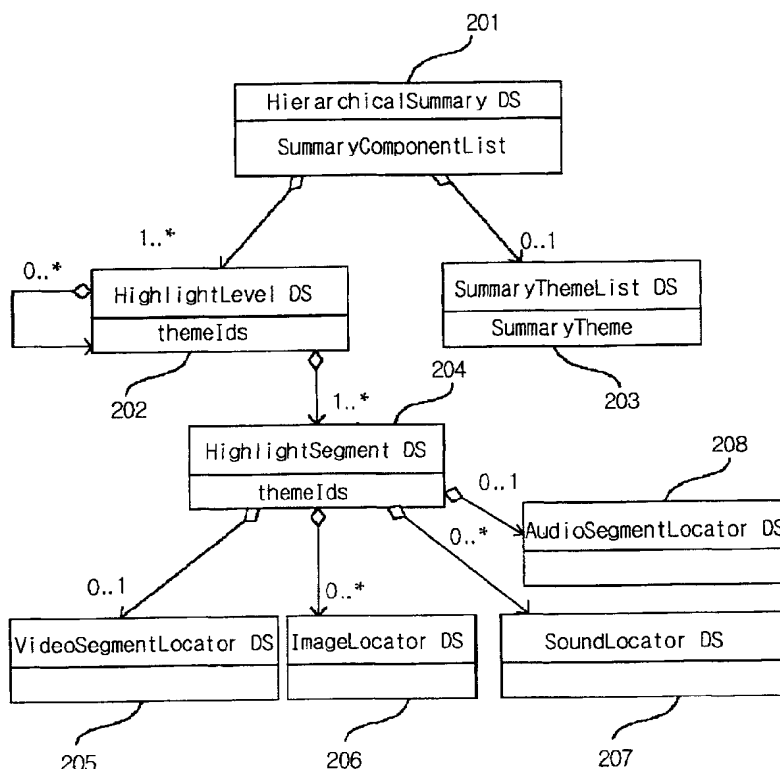 201
HierarchicalSummary DS
SummaryComponentList
1..*
0..1
0..*
HighlightLevel DS
themeIds
SummaryThemeList DS
SummaryTheme
202
203
204
1..*
HighlightSegment DS
themeIds
208
0..1
AudioSegmentLocator DS
0..*
0..1
0..*
VideoSegmentLocator DS
ImageLocator DS
SoundLocator DS
205
206
207